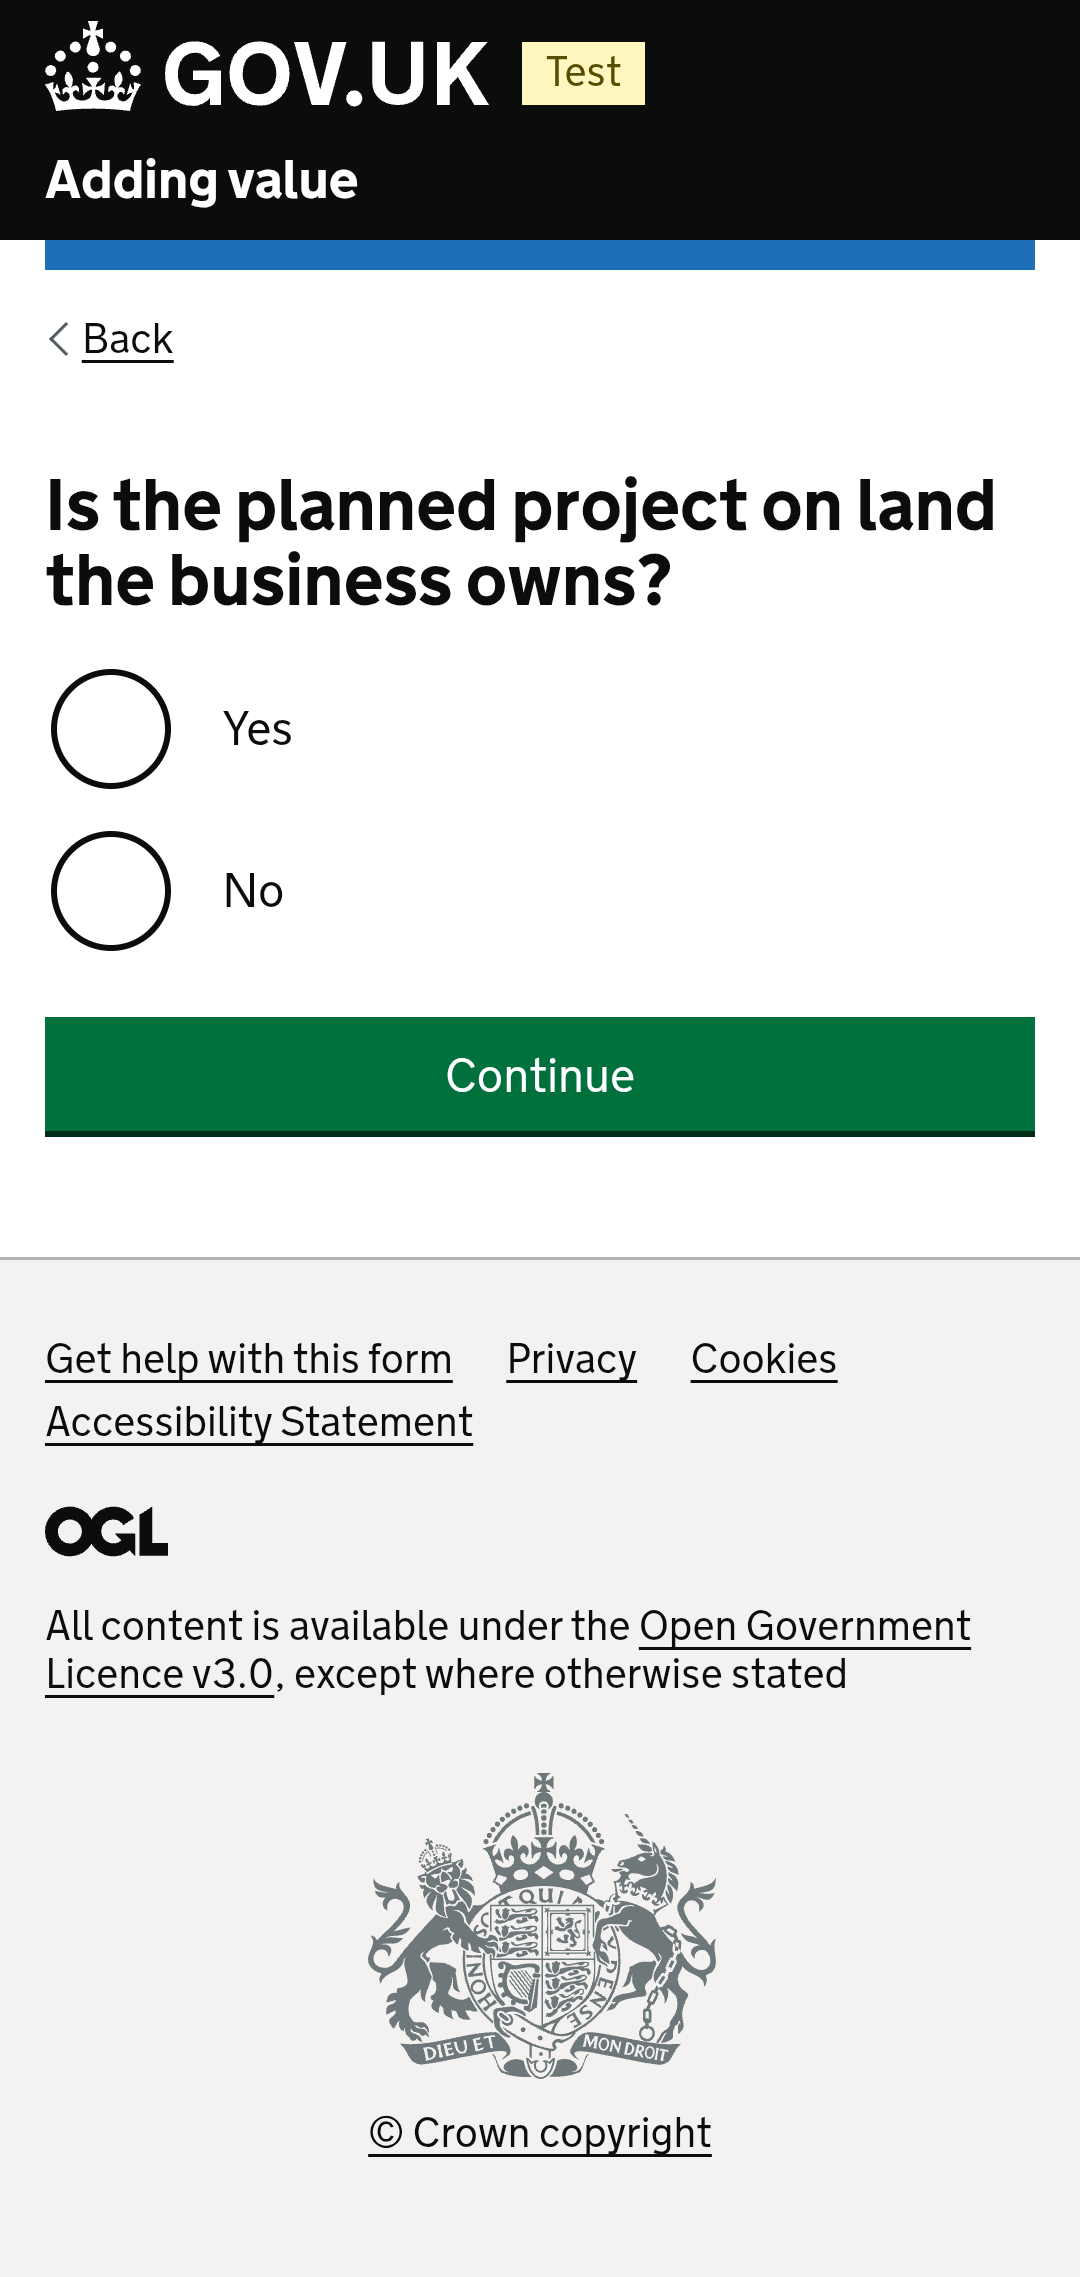 GOV.UK Test
Adding value
Back
Is the planned project on land
the business owns?
Yes
No
Continue
Get help with this form Privacy Cookies
Accessibility Statement
OGL
All content is available under the Open Government
Licence v3.0, except where otherwise stated
QUI
HONI
PENSE
DIEU ET MON DROIT
© Crown copyright